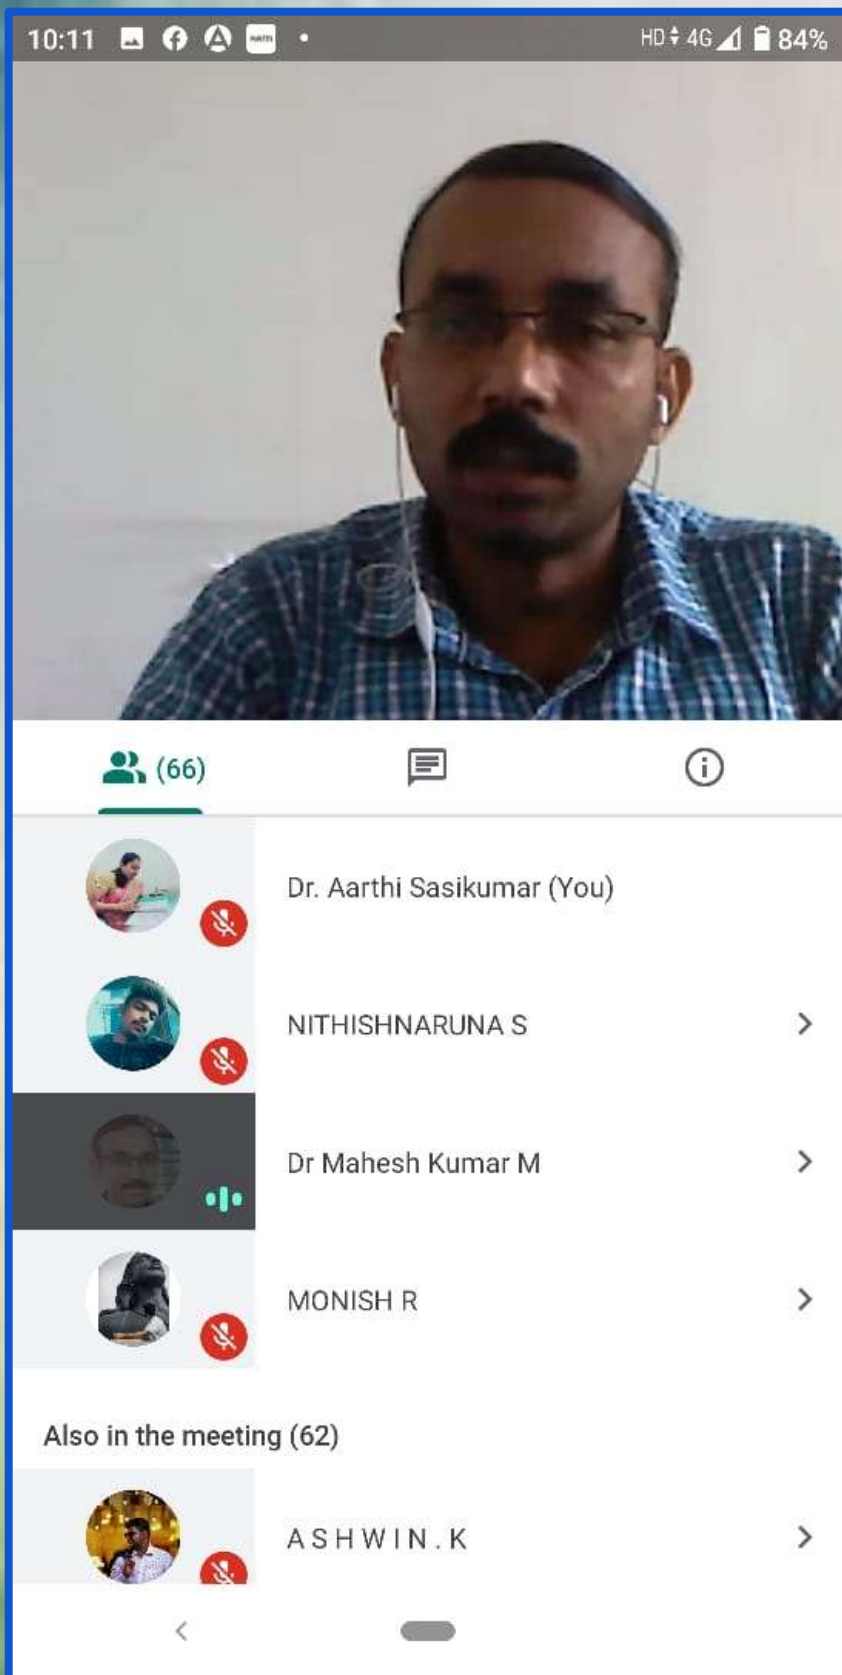 10:11 HD 4G 84%
(66)
Dr. Aarthi Sasikumar (You)
NITHISHNARUNA S
Dr Mahesh Kumar M
MONISH R
Also in the meeting (62)
A S H W I N . K